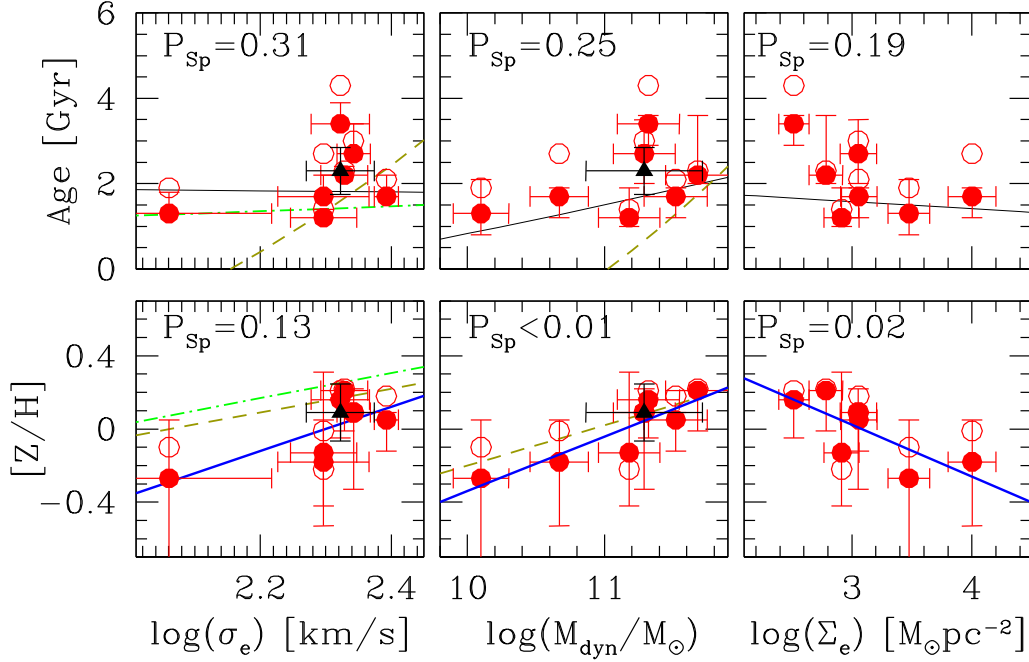 6
4
2
0
Age [Gyr]
P_Sp=0.31
P_Sp=0.25
P_Sp=0.19
0.4
−0.4
[Z/H]
P_Sp=0.13
P_Sp<0.01
P_Sp=0.02
2.2 2.4
10 11
3 4
log(σ_e) [km/s]
log(M_dyn/M_⊙)
log(Σ_e) [M_⊙pc⁻²]